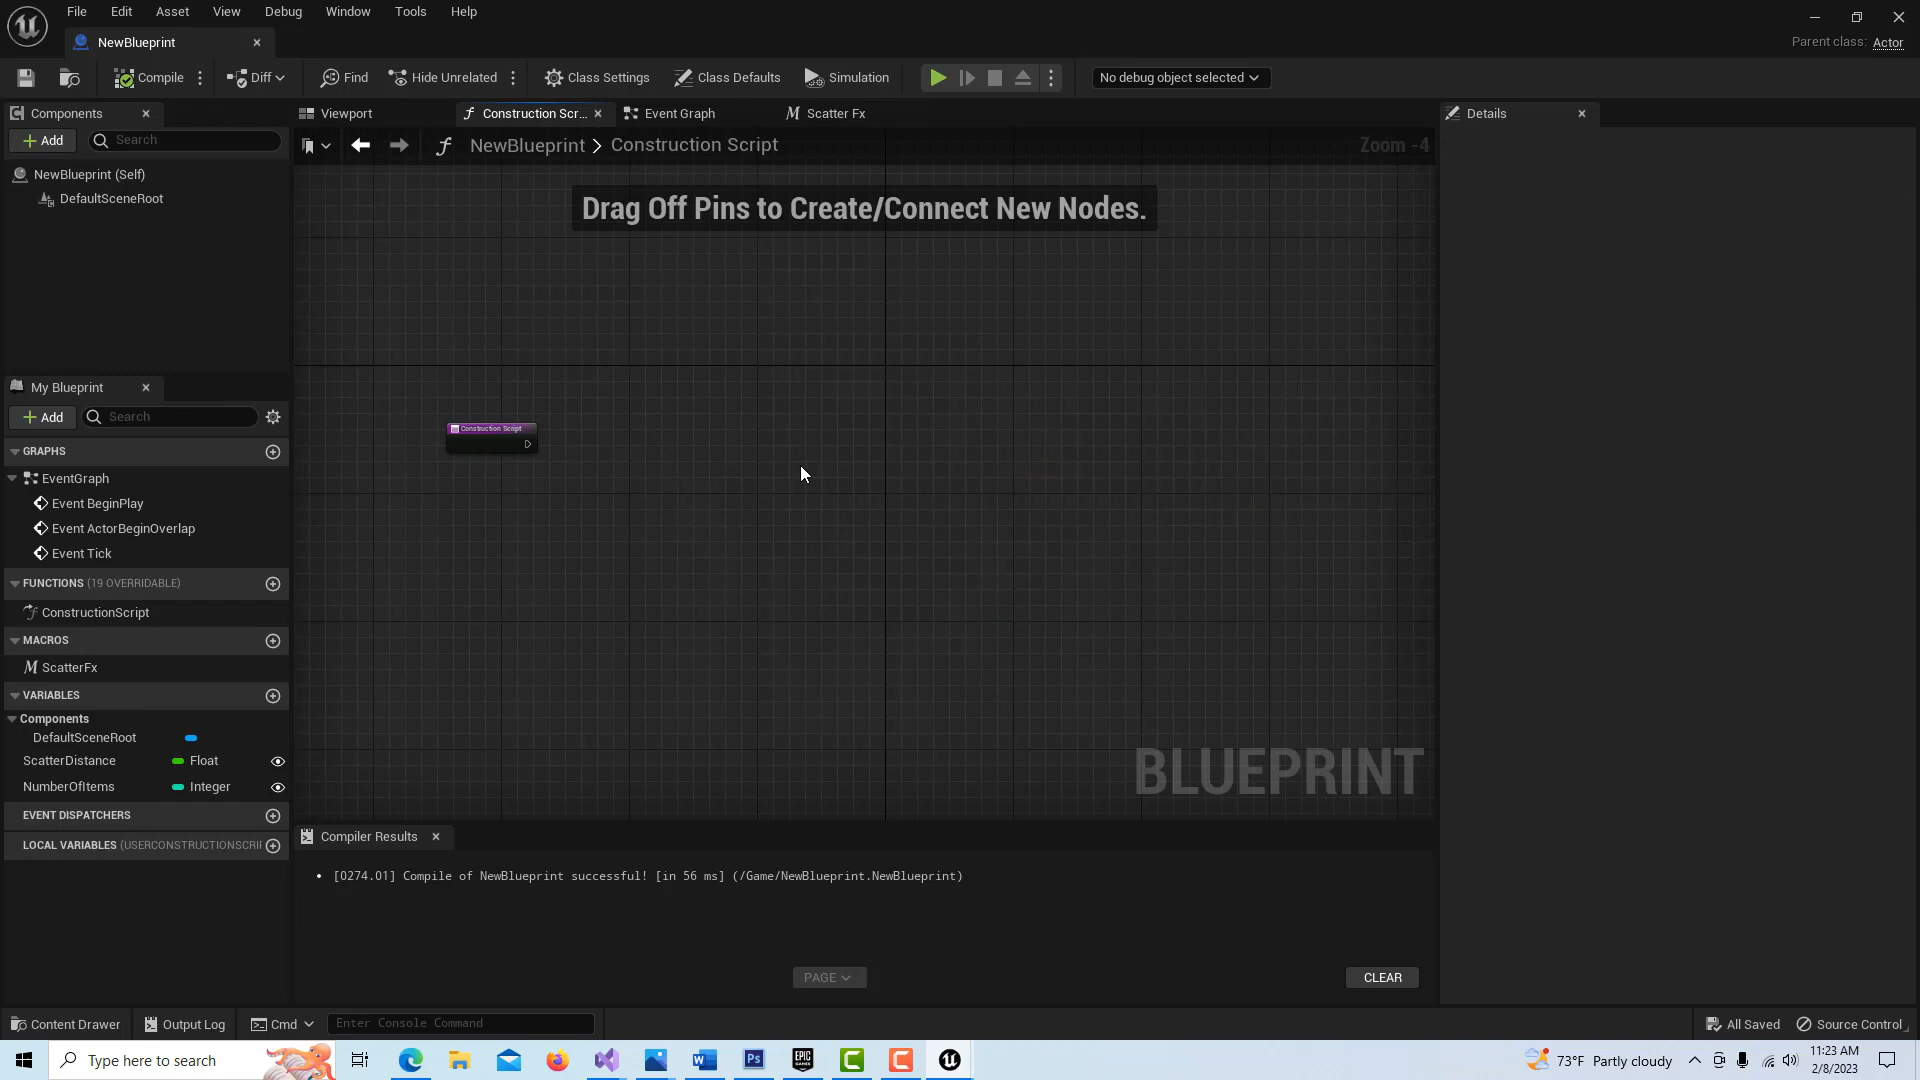 File Edit Asset View Debug Window Tools Help
NewBlueprint
Parent class: Actor
Compile Diff Find Hide Unrelated Class Settings Class Defaults Simulation No debug object selected
Components
Viewport Construction Scr... Event Graph Scatter Fx
Details
Add Search
NewBlueprint > Construction Script
Zoom -4
NewBlueprint (Self)
DefaultSceneRoot
Drag Off Pins to Create/Connect New Nodes.
My Blueprint
Add Search
Construction Script
GRAPHS
EventGraph
Event BeginPlay
Event ActorBeginOverlap
Event Tick
FUNCTIONS (19 OVERRIDABLE)
ConstructionScript
MACROS
ScatterFx
VARIABLES
Components
DefaultSceneRoot
ScatterDistance Float
NumberOfItems Integer
BLUEPRINT
EVENT DISPATCHERS
LOCAL VARIABLES (USERCONSTRUCTIONSCRI
Compiler Results
[0274.01] Compile of NewBlueprint successful! [in 56 ms] (/Game/NewBlueprint.NewBlueprint)
PAGE
CLEAR
Content Drawer Output Log Cmd Enter Console Command All Saved Source Control
Type here to search
Ps
EPIC GAMES
73°F Partly cloudy
11:23 AM
2/8/2023